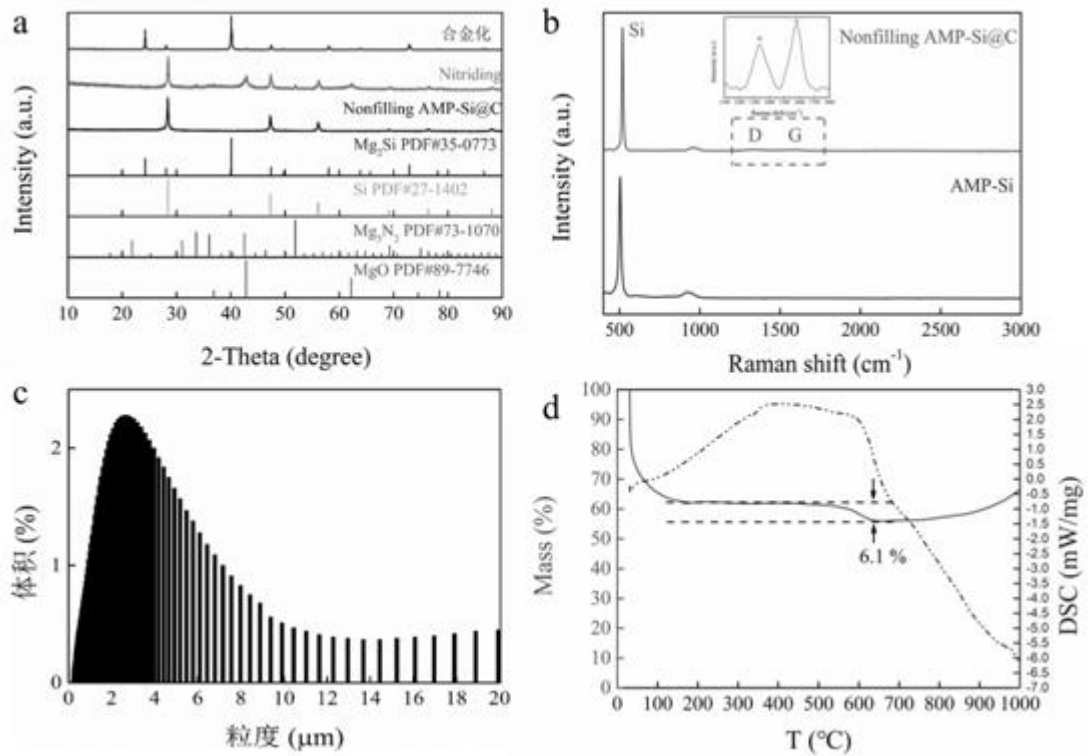 a
合金化
Nitriding
Nonfilling AMP-Si@C
Mg2Si PDF#35-0773
Si PDF#27-1402
Mg3N2 PDF#73-1070
MgO PDF#89-7746
Intensity (a.u.)
10 20 30 40 50 60 70 80 90
2-Theta (degree)
b
Si
Nonfilling AMP-Si@C
D G
AMP-Si
Intensity (a.u.)
500 1000 1500 2000 2500 3000
Raman shift (cm-1)
c
2
1
0
体积 (%)
0 2 4 6 8 10 12 14 16 18 20
粒度 (μm)
d
100
90
80
70
60
50
40
30
20
10
0
Mass (%)
6.1 %
3.0
2.5
2.0
1.5
1.0
0.5
0.0
-0.5
-1.0
-1.5
-2.0
-2.5
-3.0
-3.5
-4.0
-4.5
-5.0
-5.5
-6.0
-6.5
-7.0
DSC (mW/mg)
0 100 200 300 400 500 600 700 800 900 1000
T (°C)